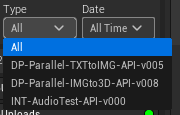 Type Date
All All Time
All
DP-Parallel-TXTtoIMG-API-v005
DP-Parallel-IMGto3D-API-v008
INT-AudioTest-API-v000
Uploads